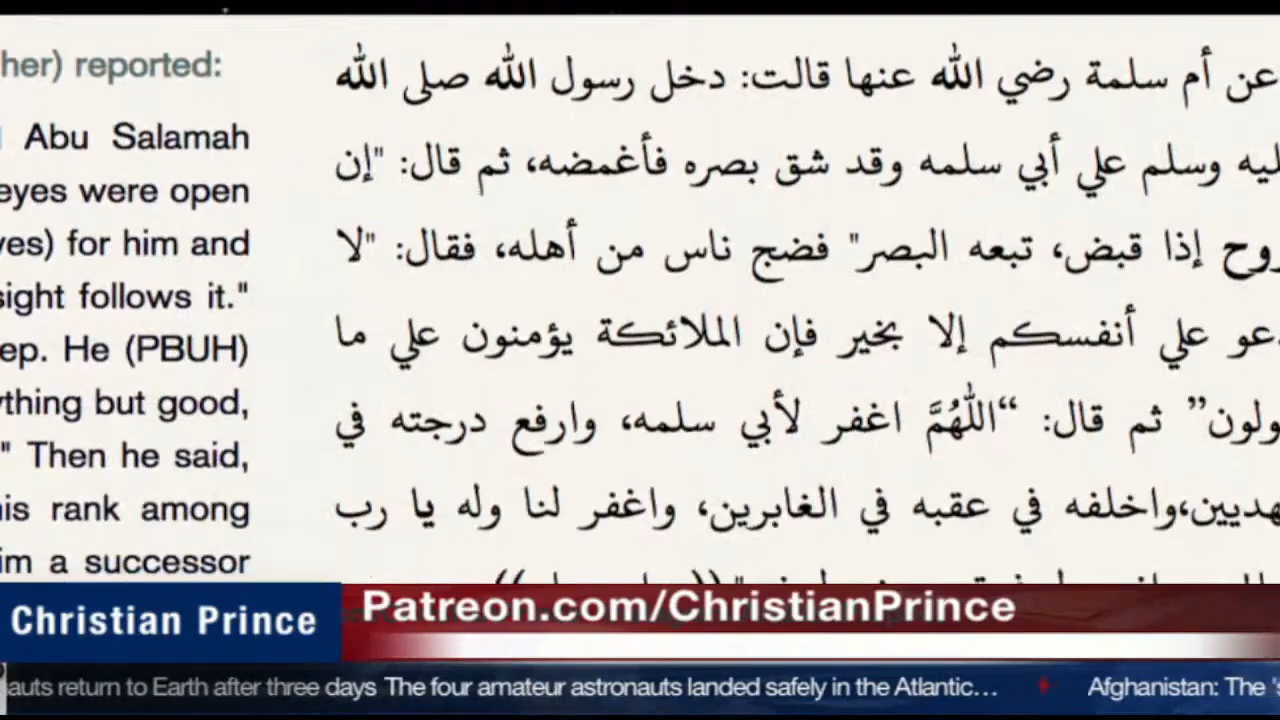 her) reported:
Abu Salamah
eyes were open
yes) for him and
sight follows it."
ep. He (PBUH)
ything but good,
" Then he said,
his rank among
im a successor
عن أم سلمة رضي الله عنها قالت: دخل رسول الله صلى الله
ليه وسلم علي أبي سلمه وقد شق بصره فأغمضه، ثم قال: "إن
روح إذا قبض، تبعه البصر" فضج ناس من أهله، فقال: "لا
دعو علي أنفسكم إلا بخير فإن الملائكة يؤمنون علي ما
ولون” ثم قال: “اللهُمَّ اغفر لأبي سلمه، وارفع درجته في
هديين،واخلفه في عقبه في الغابرين، واغفر لنا وله يا رب
Christian Prince
Patreon.com/ChristianPrince
auts return to Earth after three days The four amateur astronauts landed safely in the Atlantic... Afghanistan: The